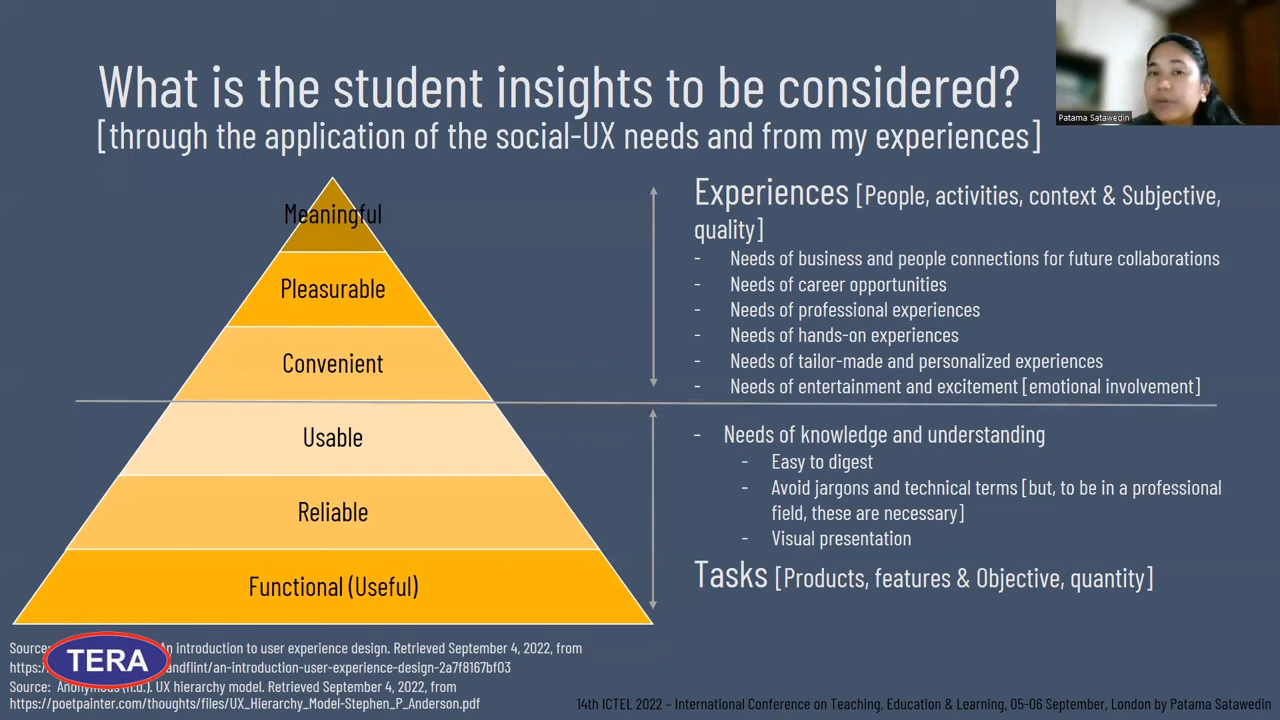 What is the student insights to be considered?
[through the application of the social-UX needs and from my experiences]
Patama Satawedin
Meaningful
Pleasurable
Convenient
Usable
Reliable
Functional (Useful)
Experiences [People, activities, context & Subjective,
quality]
- Needs of business and people connections for future collaborations
- Needs of career opportunities
- Needs of professional experiences
- Needs of hands-on experiences
- Needs of tailor-made and personalized experiences
- Needs of entertainment and excitement [emotional involvement]
- Needs of knowledge and understanding
- Easy to digest
- Avoid jargons and technical terms [but, to be in a professional
field, these are necessary]
- Visual presentation
Tasks [Products, features & Objective, quantity]
Source: An introduction to user experience design. Retrieved September 4, 2022, from
https:/ andflint/an-introduction-user-experience-design-2a7f8167bf03
TERA
Source: Anonymous (n.d.). UX hierarchy model. Retrieved September 4, 2022, from
https://poetpainter.com/thoughts/files/UX_Hierarchy_Model-Stephen_P_Anderson.pdf
14th ICTEL 2022 – International Conference on Teaching, Education & Learning, 05-06 September, London by Patama Satawedin